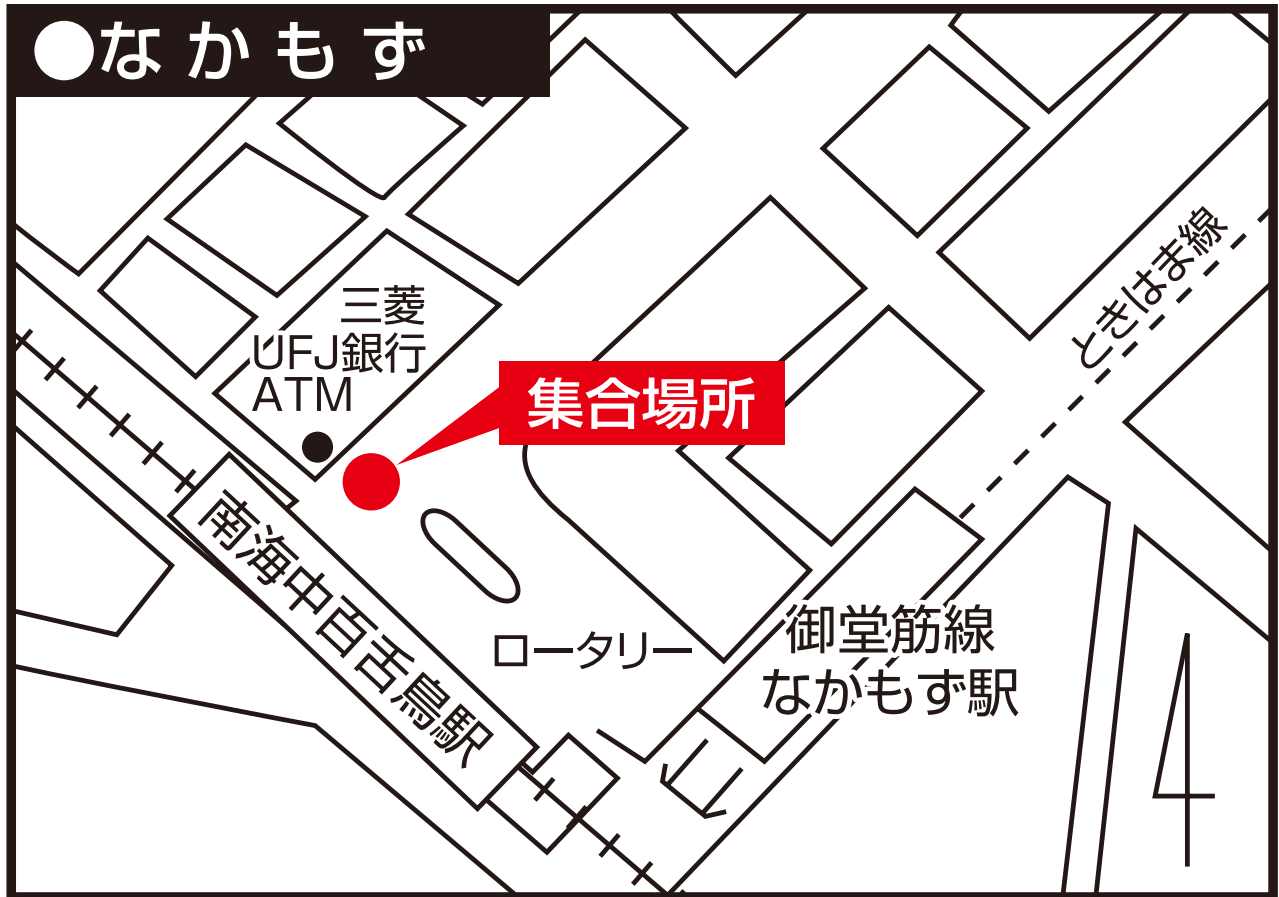 ●なかもず
三菱
UFJ銀行
ATM
集合場所
ときはま線
南海中百舌鳥駅
ロータリー
御堂筋線
なかもず駅